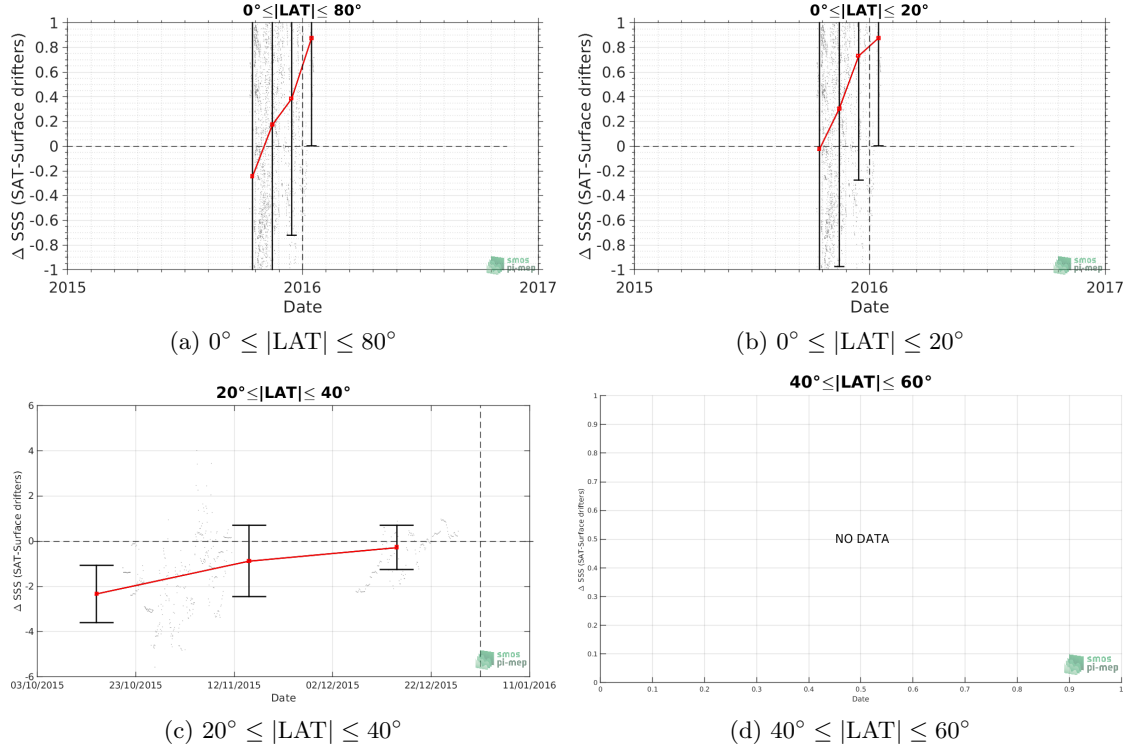 0°≤|LAT|≤ 80°
1
0.8
0.6
0.4
0.2
0
-0.2
-0.4
-0.6
-0.8
-1
Δ SSS (SAT-Surface drifters)
2015
2016
2017
Date
smos
pi-mep
(a) 0° ≤ |LAT| ≤ 80°
0°≤|LAT|≤ 20°
1
0.8
0.6
0.4
0.2
0
-0.2
-0.4
-0.6
-0.8
-1
Δ SSS (SAT-Surface drifters)
2015
2016
2017
Date
smos
pi-mep
(b) 0° ≤ |LAT| ≤ 20°
20°≤|LAT|≤ 40°
6
4
2
0
-2
-4
-6
Δ SSS (SAT-Surface drifters)
03/10/2015
23/10/2015
12/11/2015
02/12/2015
22/12/2015
11/01/2016
Date
smos
pi-mep
(c) 20° ≤ |LAT| ≤ 40°
40°≤|LAT|≤ 60°
1
0.9
0.8
0.7
0.6
0.5
0.4
0.3
0.2
0.1
0
Δ SSS (SAT-Surface drifters)
NO DATA
0
0.1
0.2
0.3
0.4
0.5
0.6
0.7
0.8
0.9
1
Date
smos
pi-mep
(d) 40° ≤ |LAT| ≤ 60°